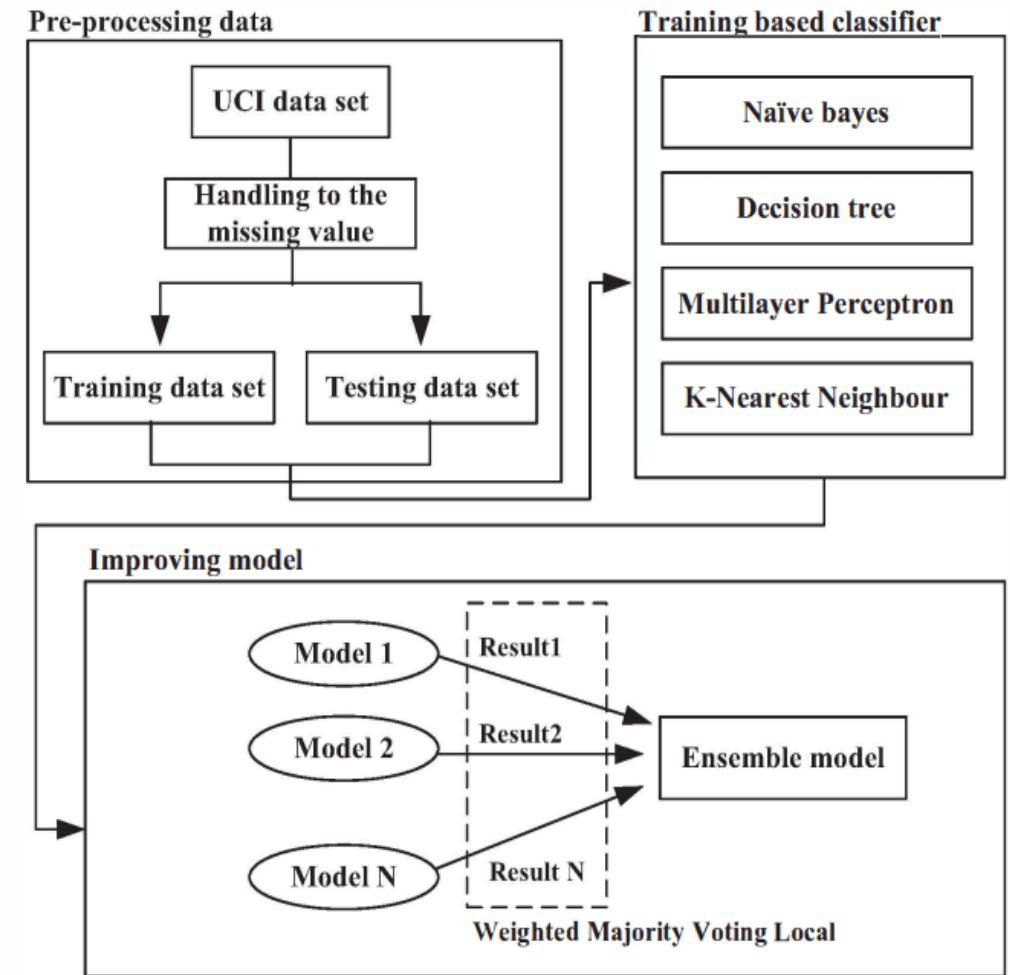 Pre-processing data
UCI data set
Handling to the
missing value
Training data set
Testing data set
Training based classifier
Naïve bayes
Decision tree
Multilayer Perceptron
K-Nearest Neighbour
Improving model
Model 1
Result1
Model 2
Result2
Ensemble model
Model N
Result N
Weighted Majority Voting Local